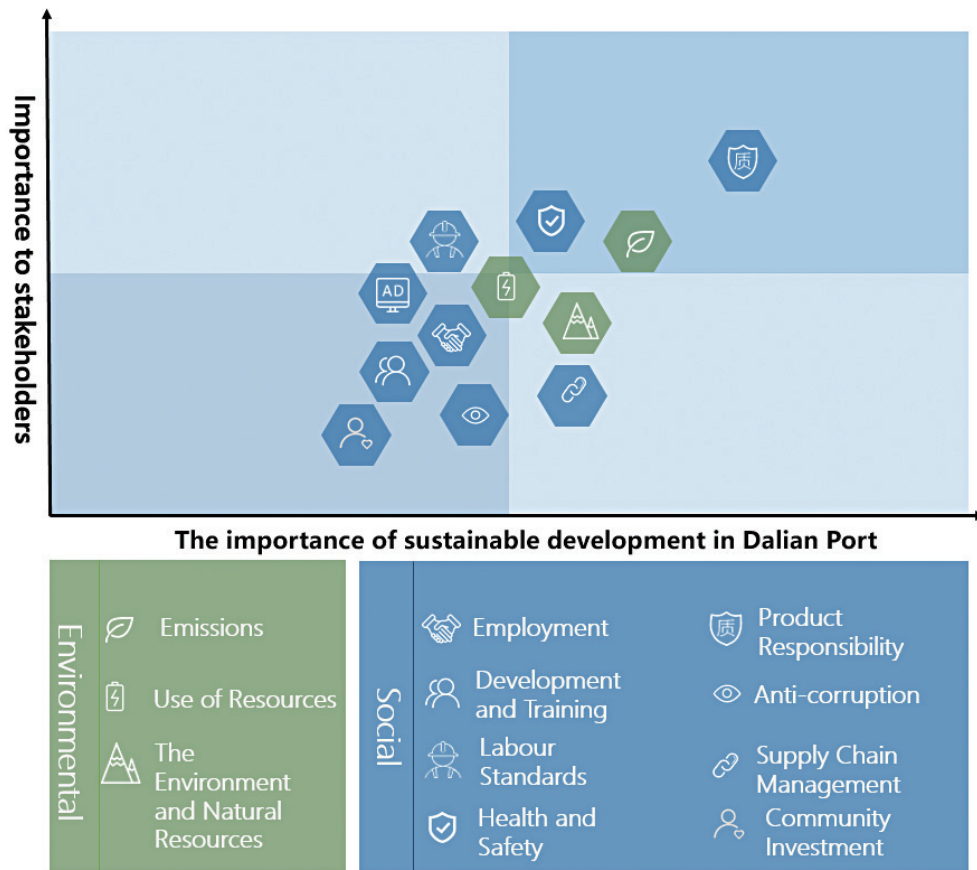 Importance to stakeholders
质
AD
The importance of sustainable development in Dalian Port
Environmental
Emissions
Use of Resources
The
Environment
and Natural
Resources
Social
Employment
Development
and Training
Labour
Standards
Health and
Safety
质
Product
Responsibility
Anti-corruption
Supply Chain
Management
Community
Investment